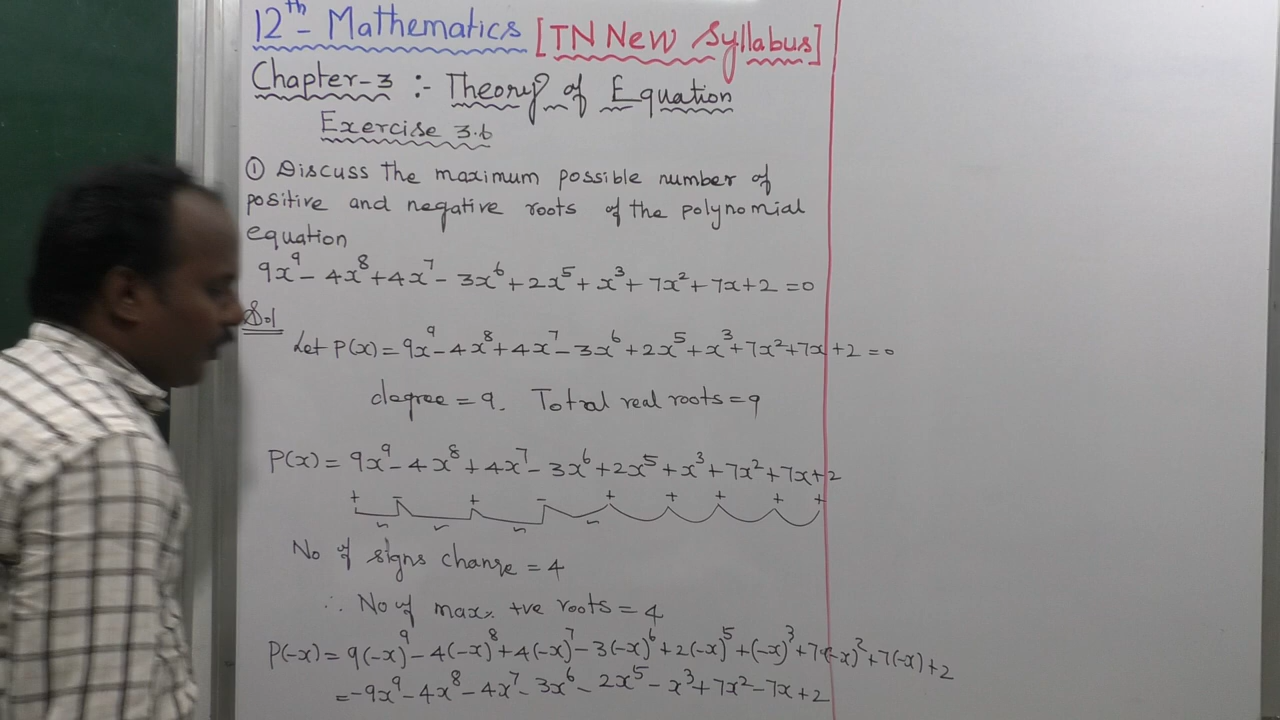 12th - Mathematics [TN New Syllabus]
Chapter-3 :- Theory of Equation
Exercise 3.6
① Discuss the maximum possible number of
positive and negative roots of the polynomial
equation
9x⁹ - 4x⁸ + 4x⁷ - 3x⁶ + 2x⁵ + x³ + 7x² + 7x + 2 = 0
Sol
Let P(x) = 9x⁹ - 4x⁸ + 4x⁷ - 3x⁶ + 2x⁵ + x³ + 7x² + 7x + 2 = 0
degree = 9. Total real roots = 9
P(x) = 9x⁹ - 4x⁸ + 4x⁷ - 3x⁶ + 2x⁵ + x³ + 7x² + 7x + 2
+ - + - + + + + +
No of signs change = 4
∴ No of max. +ve roots = 4
P(-x) = 9(-x)⁹ - 4(-x)⁸ + 4(-x)⁷ - 3(-x)⁶ + 2(-x)⁵ + (-x)³ + 7(-x)² + 7(-x) + 2
= -9x⁹ - 4x⁸ - 4x⁷ - 3x⁶ - 2x⁵ - x³ + 7x² - 7x + 2